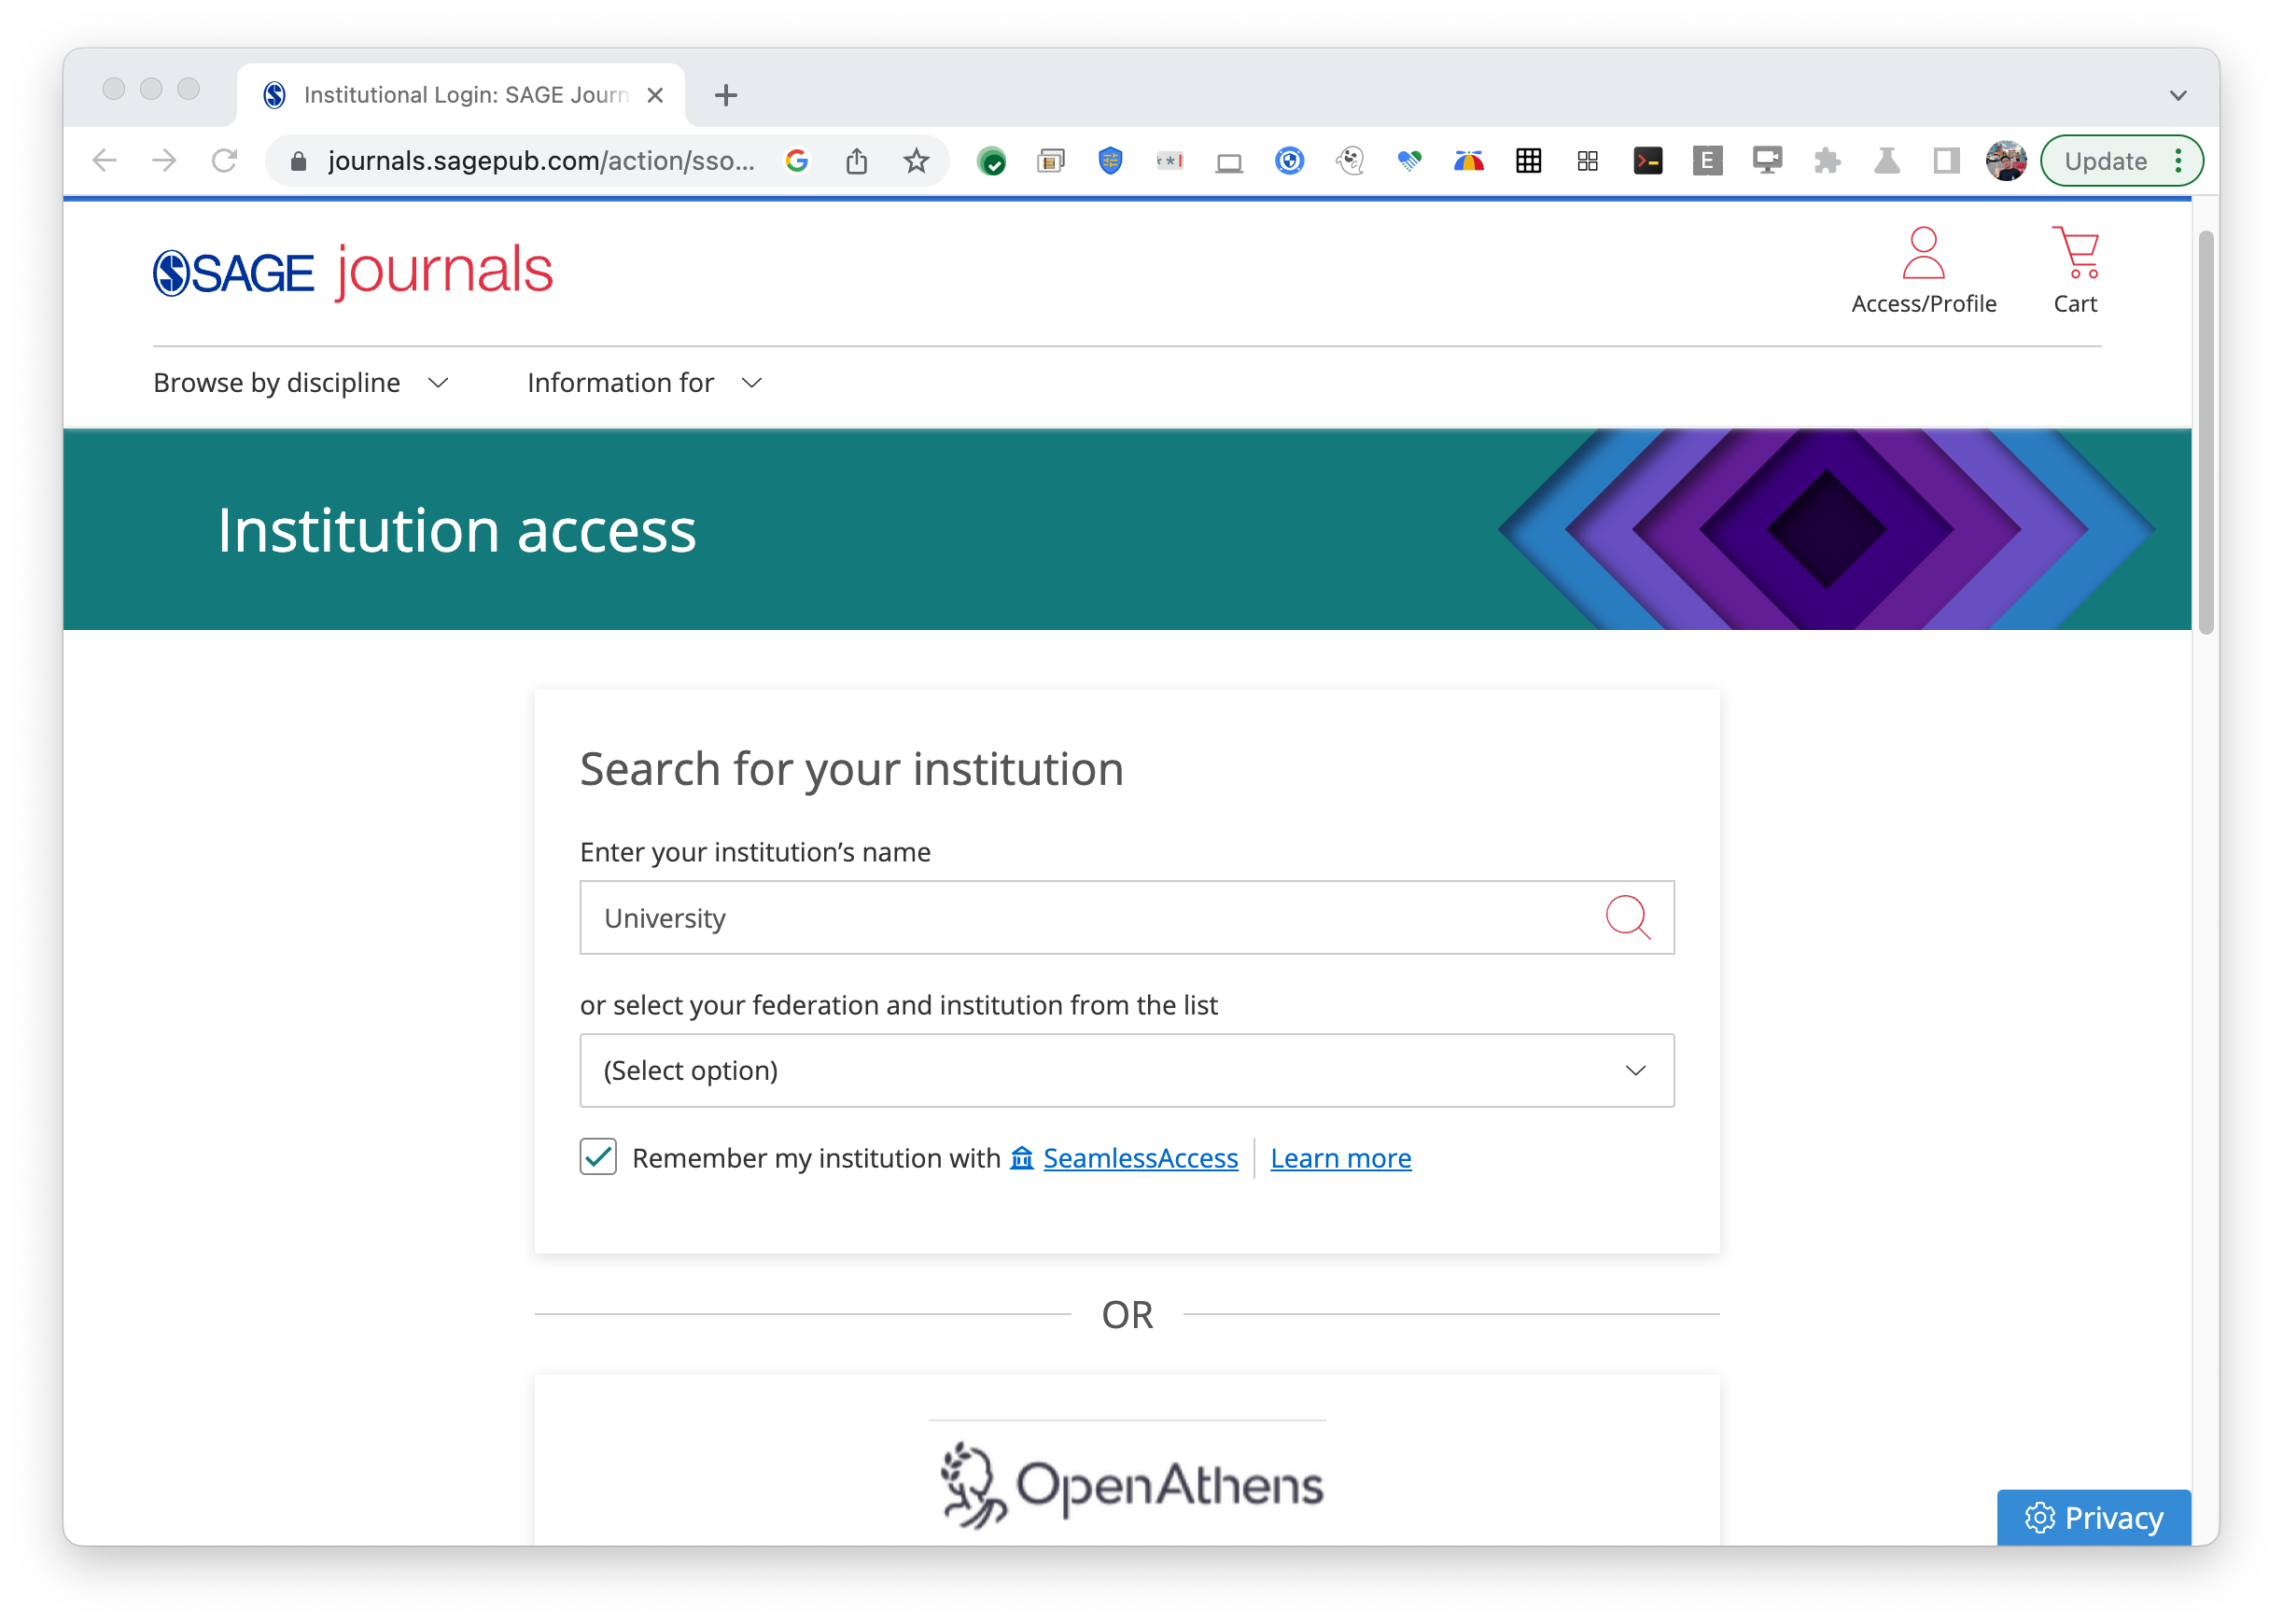 Institutional Login: SAGE Journ
journals.sagepub.com/action/sso...
Update
SAGE journals
Access/Profile
Cart
Browse by discipline
Information for
Institution access
Search for your institution
Enter your institution’s name
University
or select your federation and institution from the list
(Select option)
Remember my institution with SeamlessAccess Learn more
OR
OpenAthens
Privacy